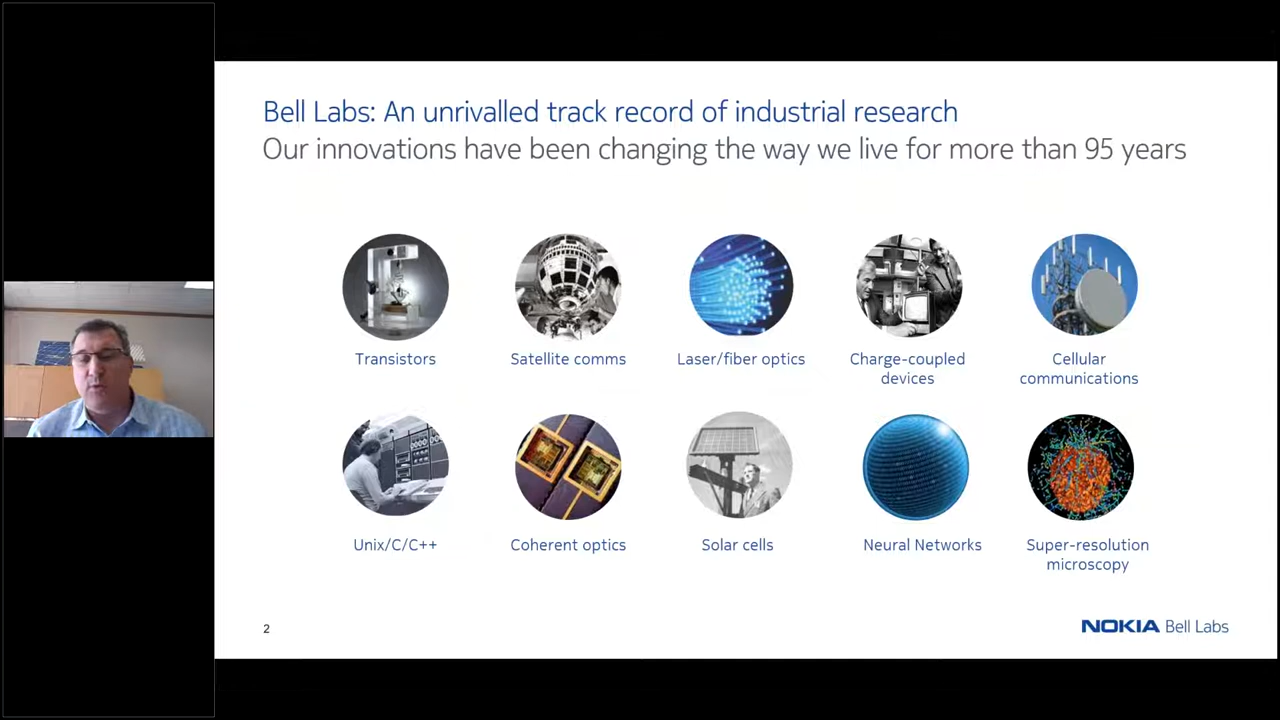 Bell Labs: An unrivalled track record of industrial research
Our innovations have been changing the way we live for more than 95 years
Transistors
Satellite comms
Laser/fiber optics
Charge-coupled
devices
Cellular
communications
Unix/C/C++
Coherent optics
Solar cells
Neural Networks
Super-resolution
microscopy
2
NOKIA Bell Labs